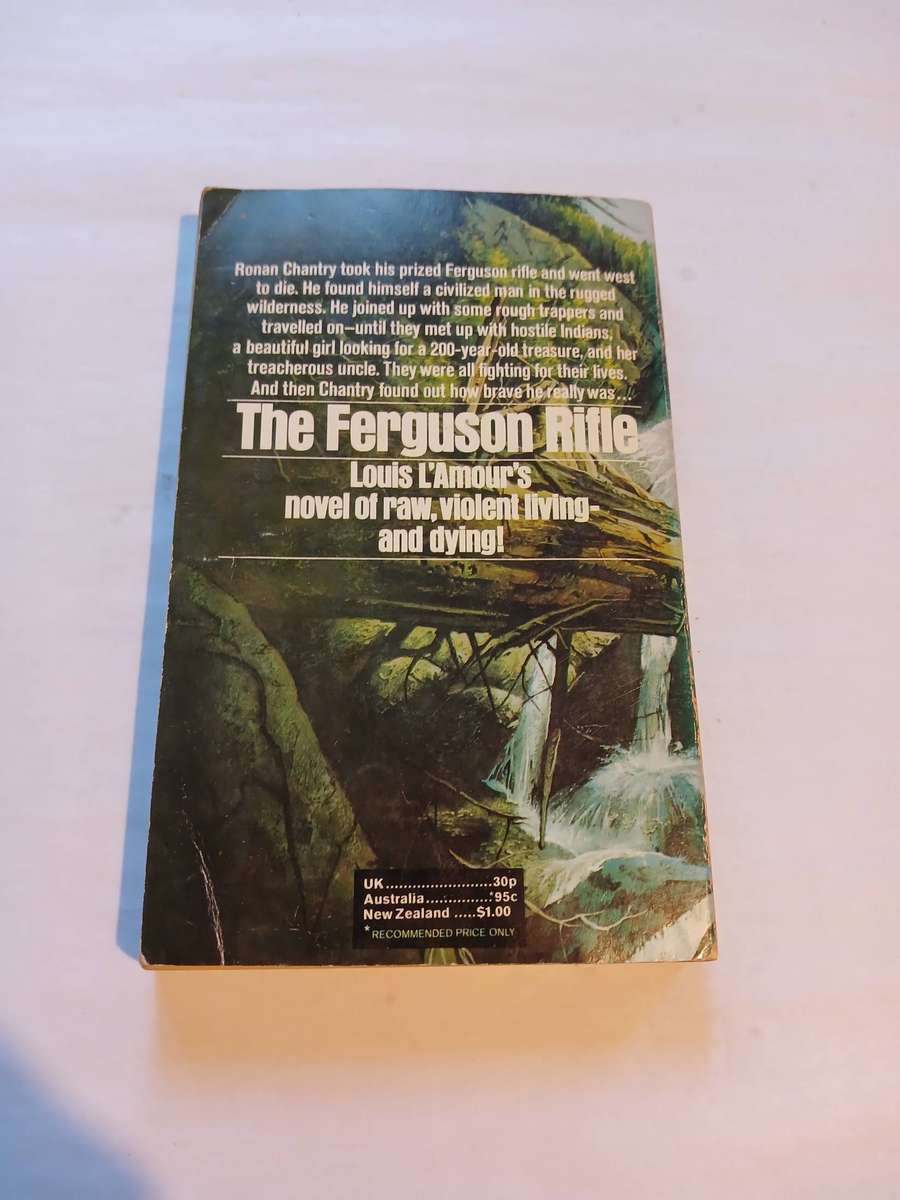 Ronan Chantry took his prized Ferguson rifle and went west
to die. He found himself a civilized man in the rugged
wilderness. He joined up with some rough trappers and
travelled on—until they met up with hostile Indians,
a beautiful girl looking for a 200-year-old treasure, and her
treacherous uncle. They were all fighting for their lives.
And then Chantry found out how brave he really was...
The Ferguson Rifle
Louis L'Amour's
novel of raw, violent living-
and dying!
UK........................30p
Australia...............*95c
New Zealand .....$1.00
* RECOMMENDED PRICE ONLY